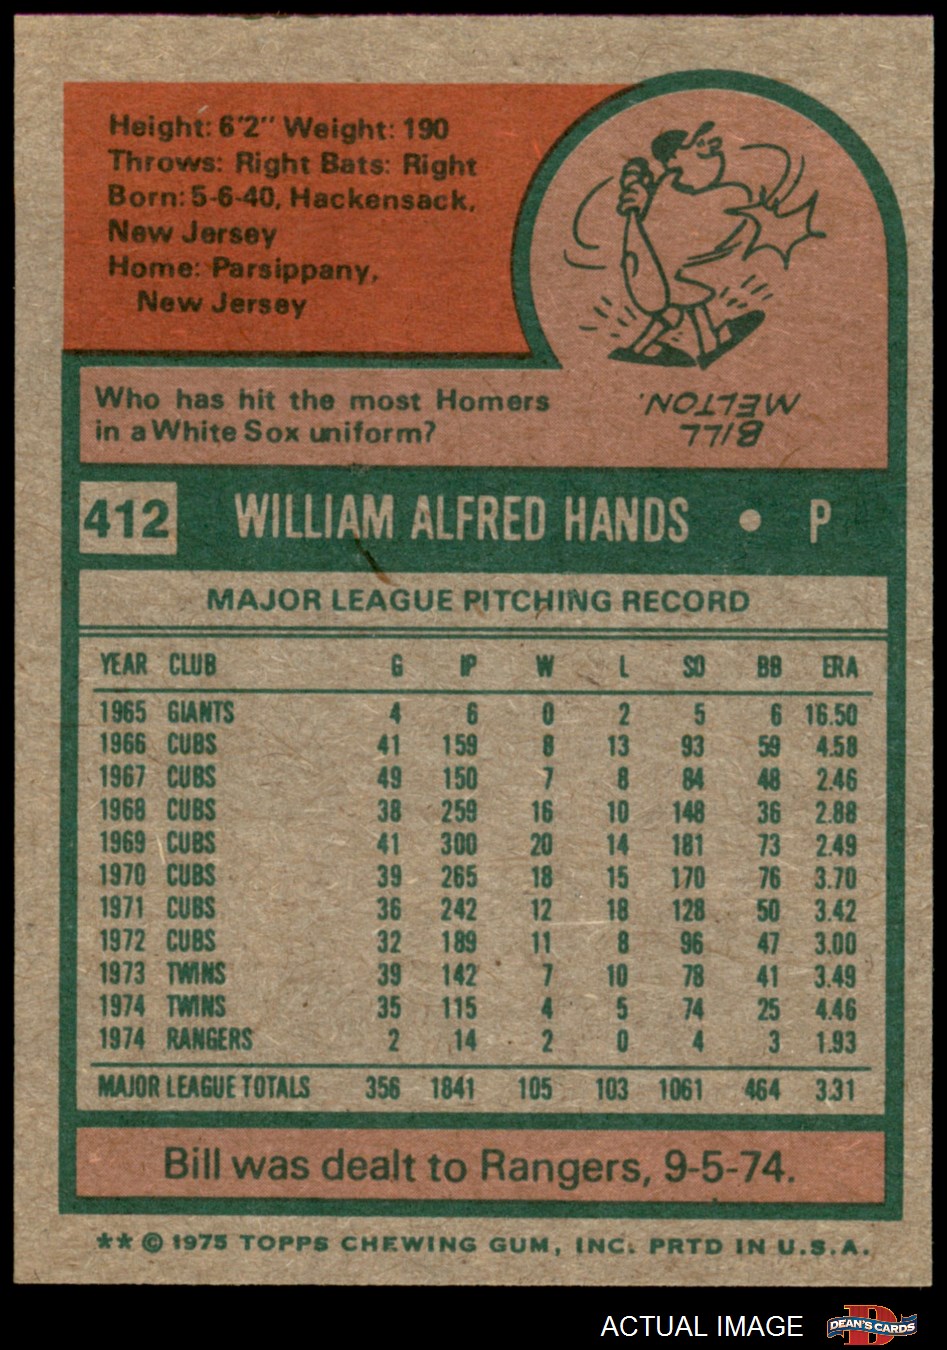 Height: 6'2" Weight: 190
Throws: Right Bats: Right
Born: 5-6-40, Hackensack,
New Jersey
Home: Parsippany,
New Jersey
Who has hit the most Homers
in a White Sox uniform?
BILL
MELTON.
412 WILLIAM ALFRED HANDS • P
MAJOR LEAGUE PITCHING RECORD
YEAR CLUB G IP W L SO BB ERA
1965 GIANTS 4 6 0 2 5 6 16.50
1966 CUBS 41 159 8 13 93 59 4.58
1967 CUBS 49 150 7 8 84 48 2.46
1968 CUBS 38 259 16 10 148 36 2.88
1969 CUBS 41 300 20 14 181 73 2.49
1970 CUBS 39 265 18 15 170 76 3.70
1971 CUBS 36 242 12 18 128 50 3.42
1972 CUBS 32 189 11 8 96 47 3.00
1973 TWINS 39 142 7 10 78 41 3.49
1974 TWINS 35 115 4 5 74 25 4.46
1974 RANGERS 2 14 2 0 4 3 1.93
MAJOR LEAGUE TOTALS 356 1841 105 103 1061 464 3.31
Bill was dealt to Rangers, 9-5-74.
** © 1975 TOPPS CHEWING GUM, INC. PRTD IN U.S.A.
ACTUAL IMAGE
D
DEAN'S CARDS